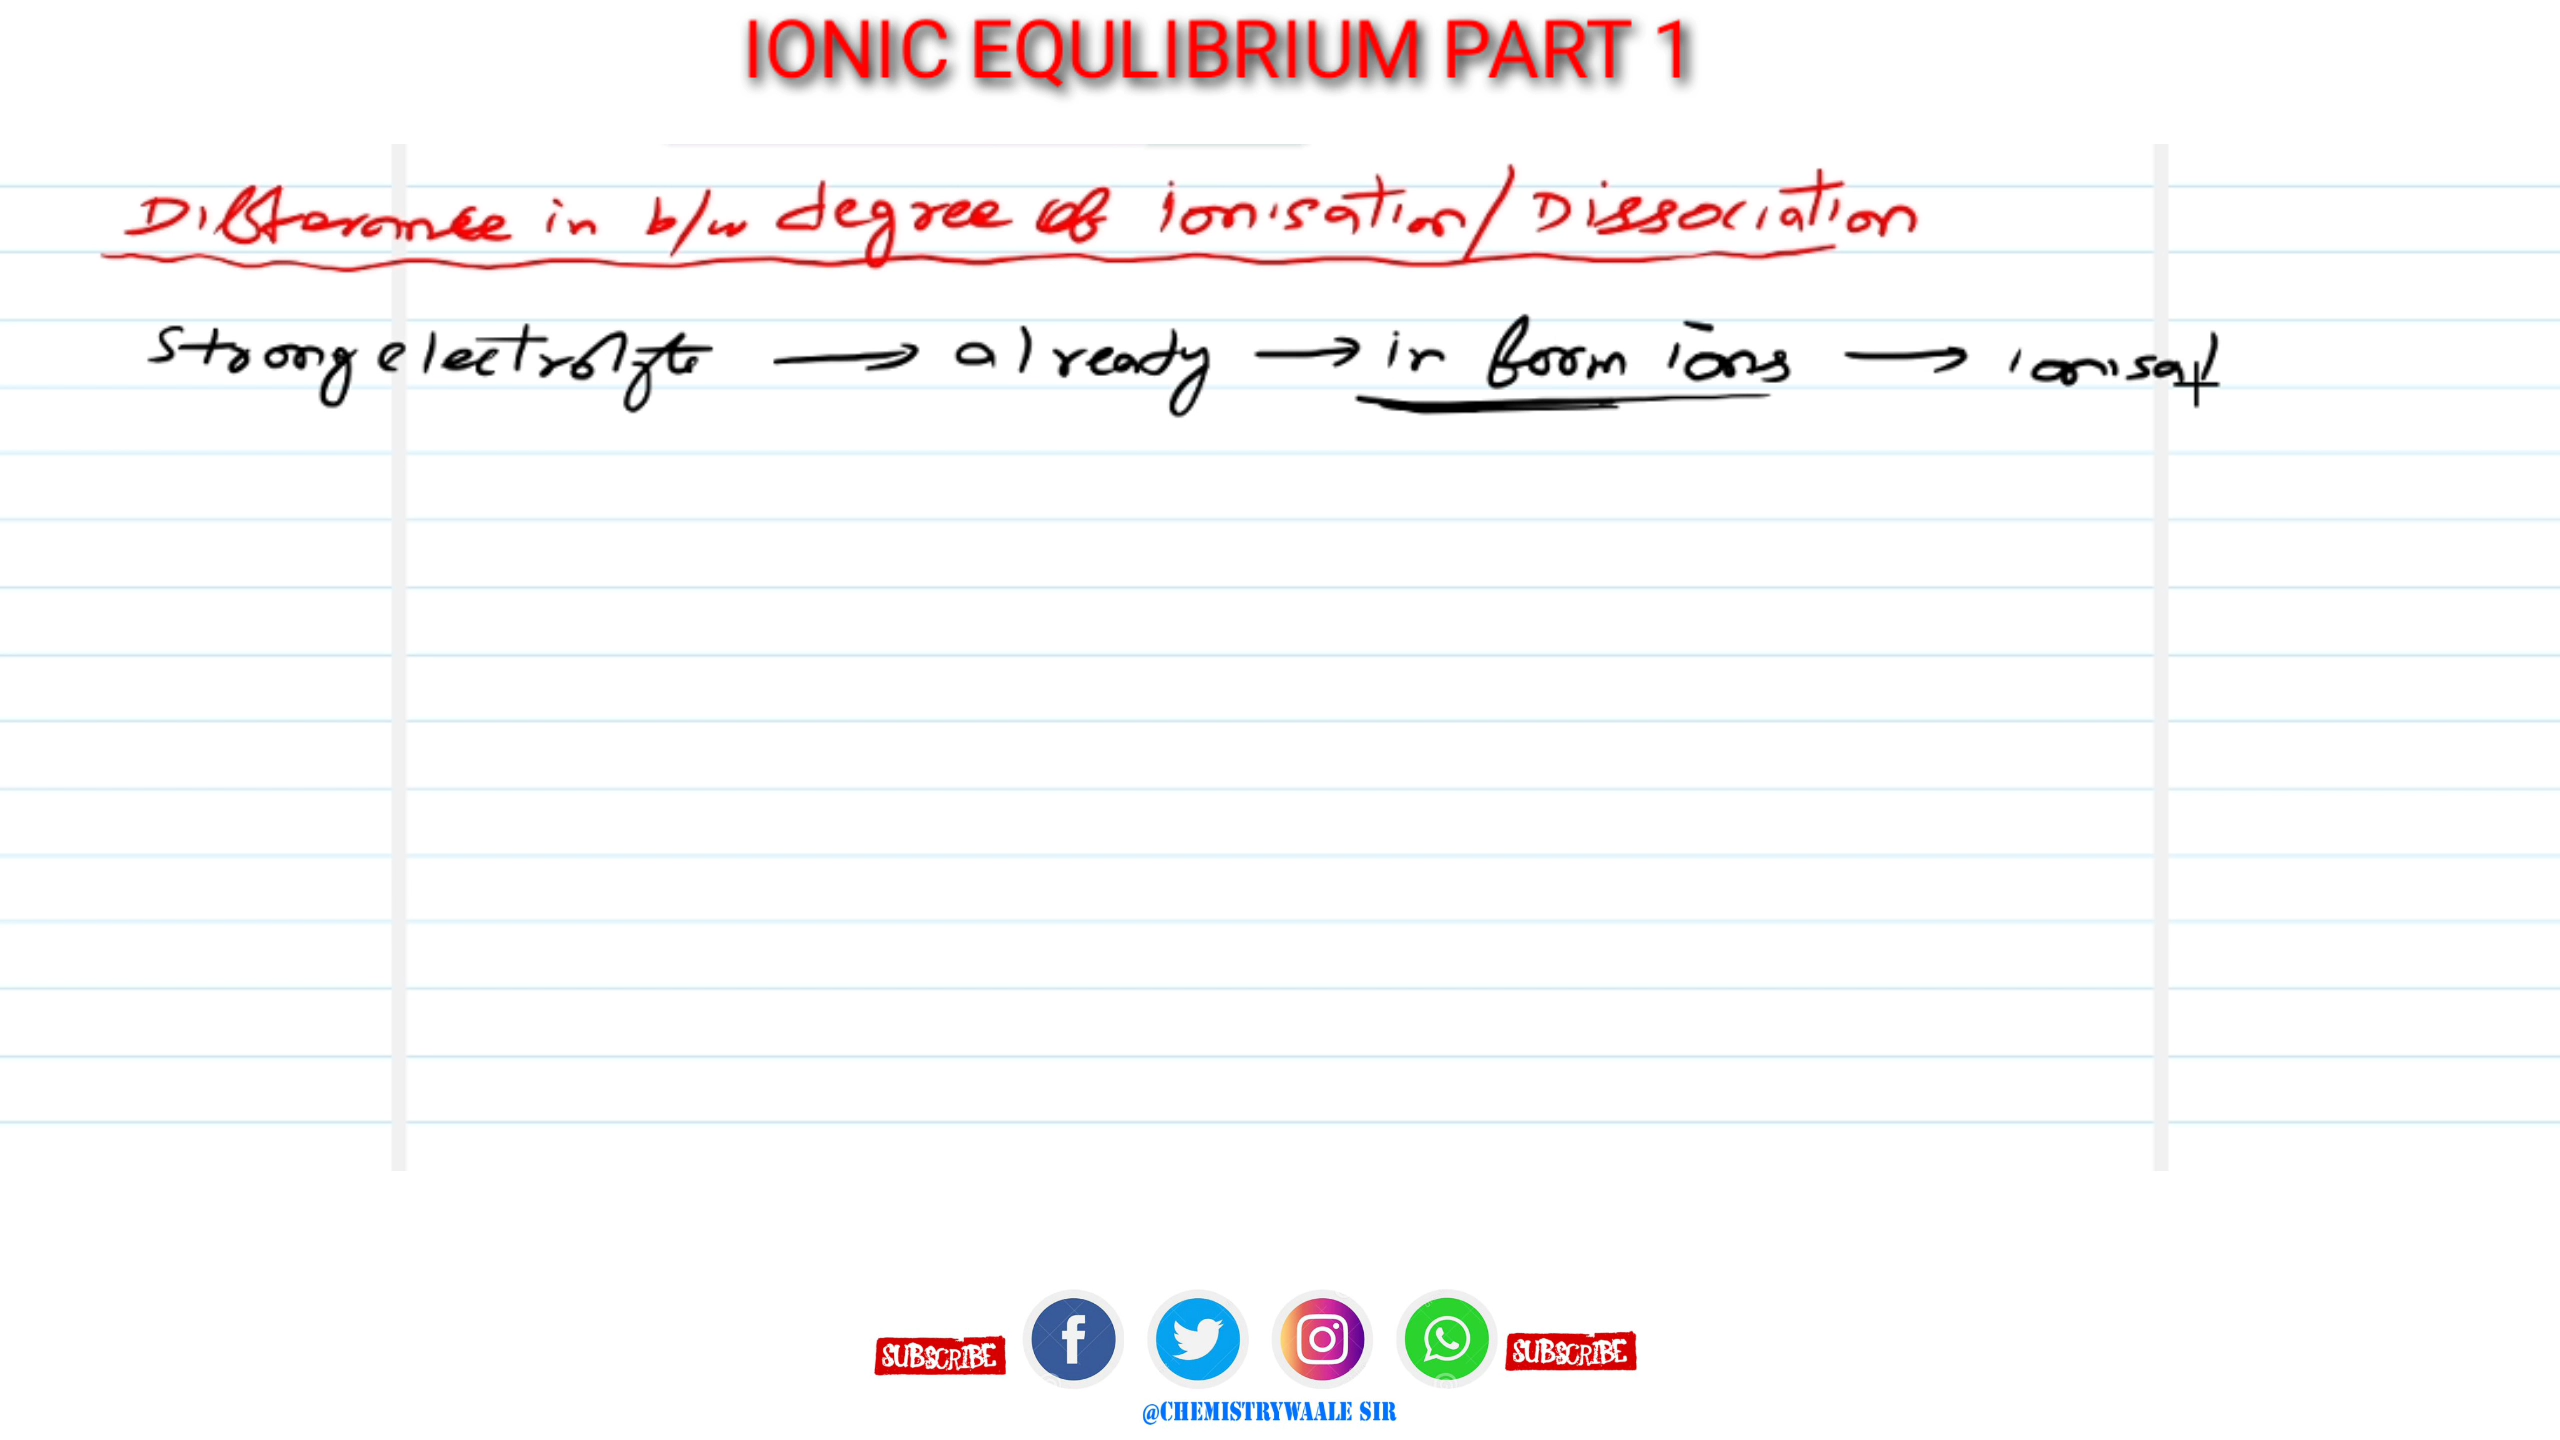 IONIC EQULIBRIUM PART 1
Differance in b/w degree of ionisation/Dissociation
Strong electrolyte → already → in form ions → ionisat
SUBSCRIBE SUBSCRIBE
@CHEMISTRYWAALE SIR